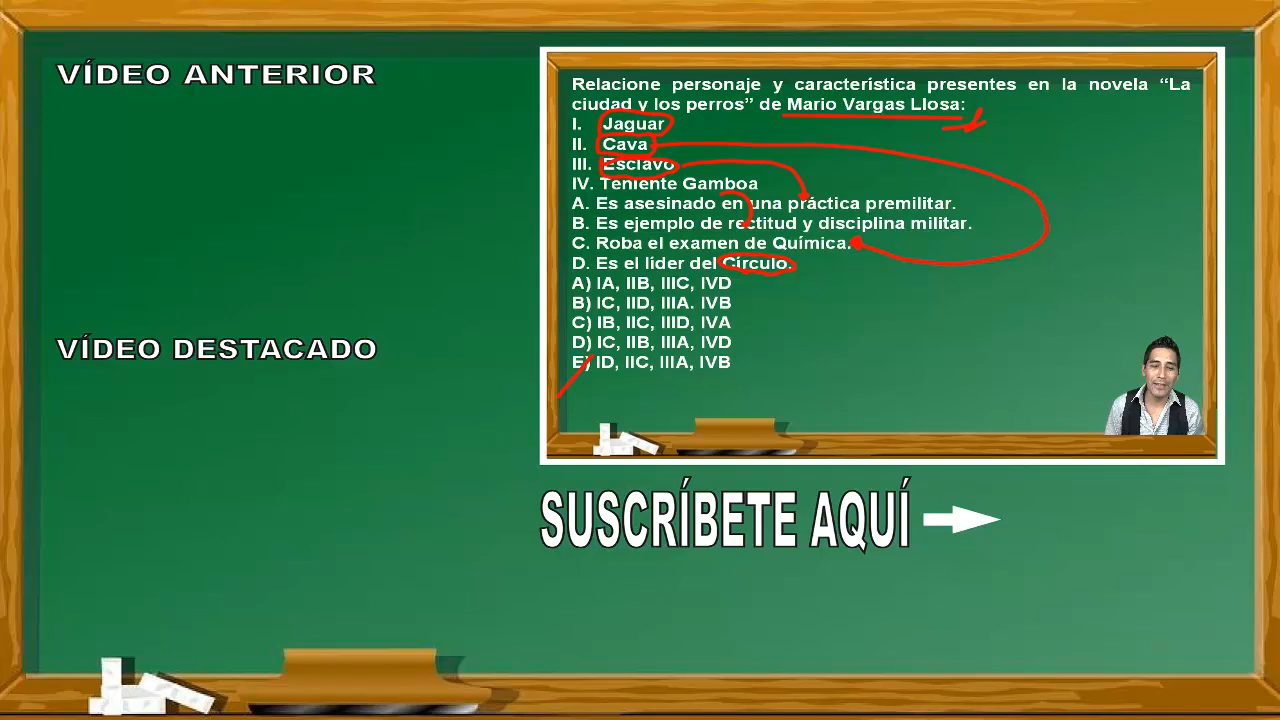 VÍDEO ANTERIOR
Relacione personaje y característica presentes en la novela “La
ciudad y los perros” de Mario Vargas Llosa:
I. Jaguar
II. Cava
III. Esclavo
IV. Teniente Gamboa
A. Es asesinado en una práctica premilitar.
B. Es ejemplo de rectitud y disciplina militar.
C. Roba el examen de Química.
D. Es el líder del Círculo.
A) IA, IIB, IIIC, IVD
B) IC, IID, IIIA. IVB
C) IB, IIC, IIID, IVA
D) IC, IIB, IIIA, IVD
E) ID, IIC, IIIA, IVB
VÍDEO DESTACADO
SUSCRÍBETE AQUÍ